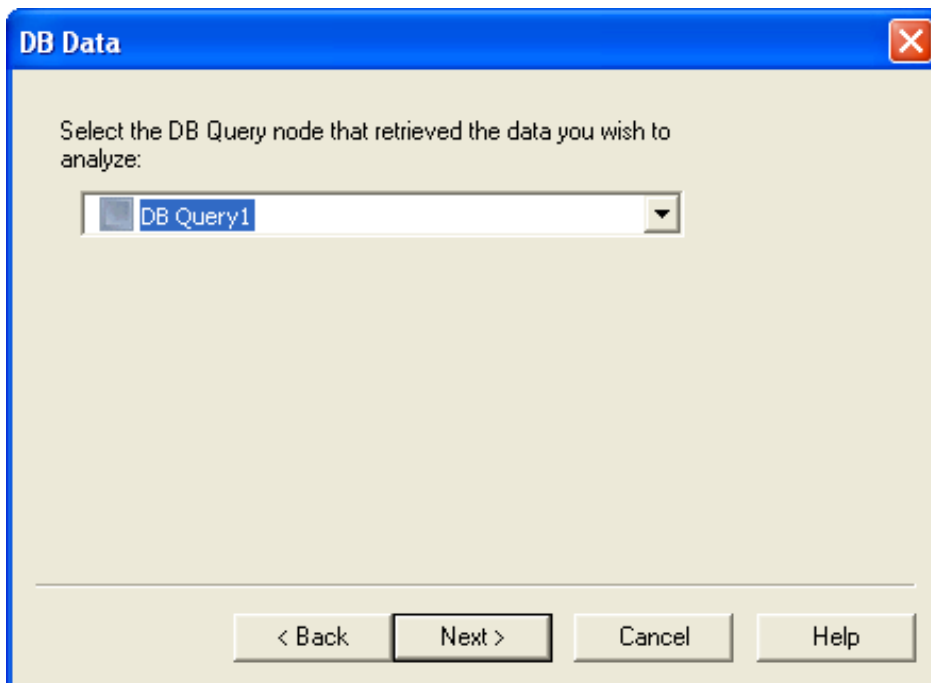 DB Data
Select the DB Query node that retrieved the data you wish to
analyze:
DB Query1
< Back Next > Cancel Help